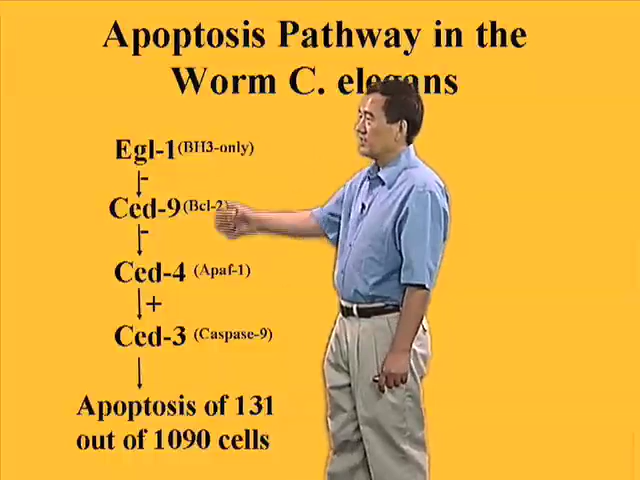 Apoptosis Pathway in the
Worm C. elegans
Egl-1 (BH3-only)
-
Ced-9 (Bcl-2)
-
Ced-4 (Apaf-1)
+
Ced-3 (Caspase-9)
Apoptosis of 131
out of 1090 cells